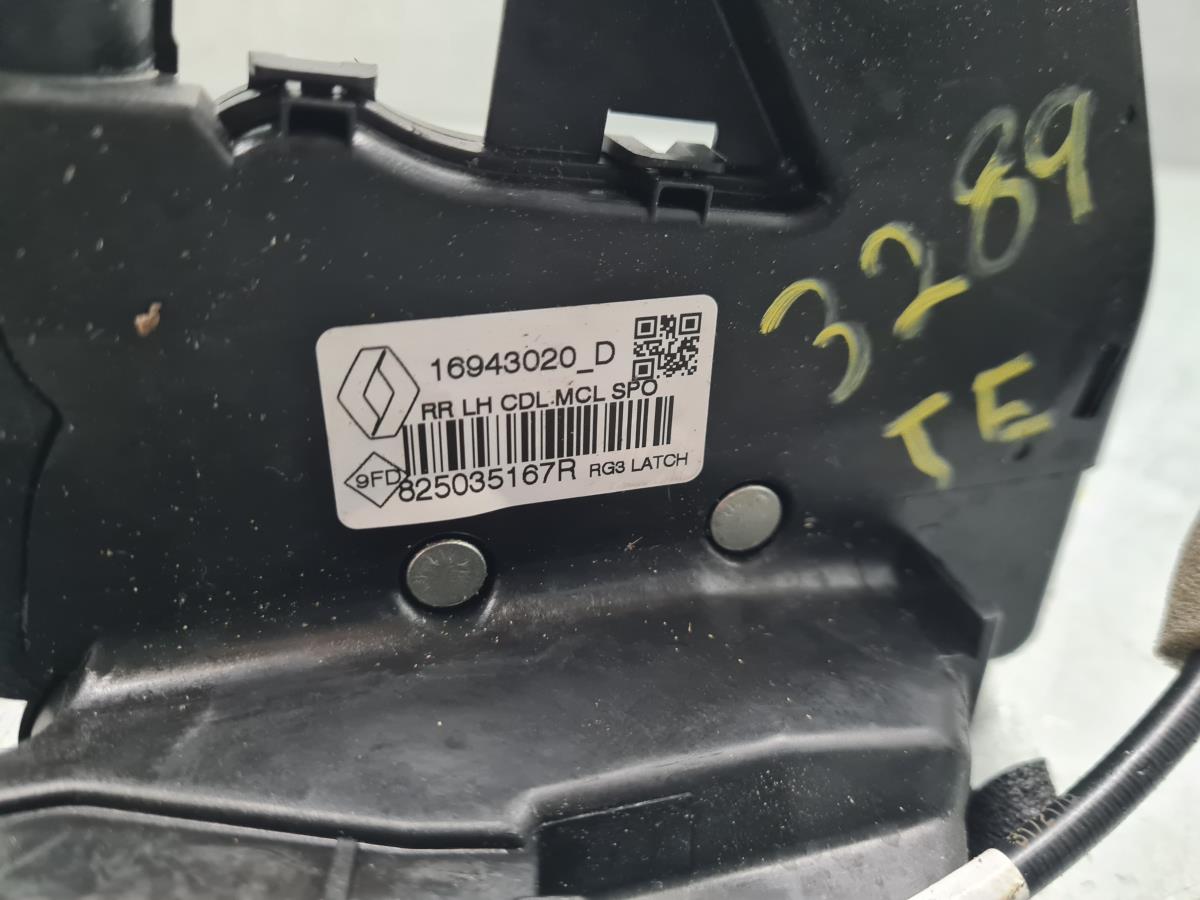 16943020_D
RR LH CDL MCL SPO
9FD
825035167R RG3 LATCH
3289
TE